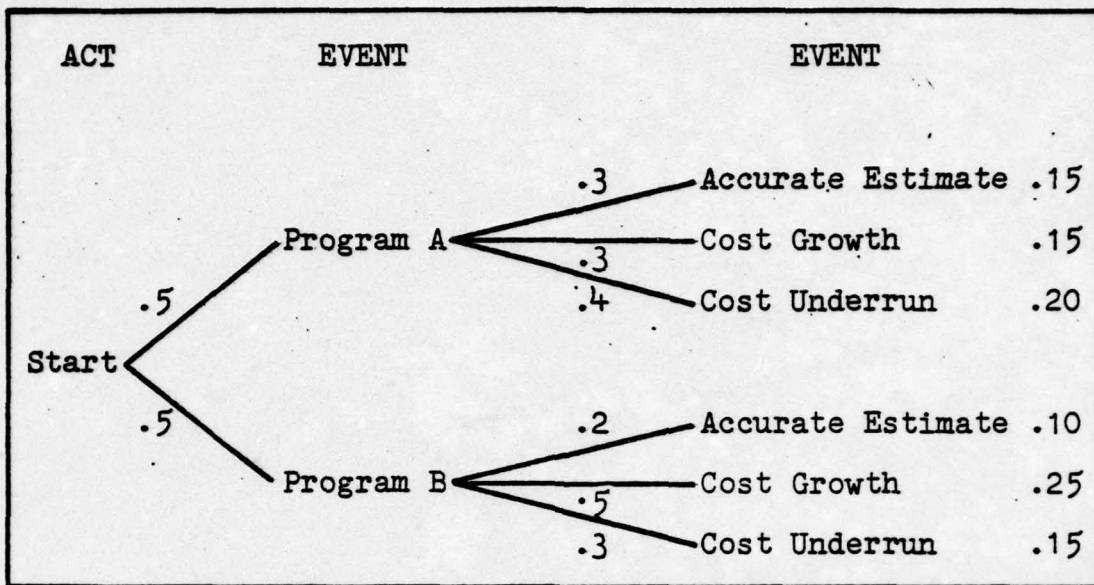 ACT EVENT EVENT
.3 Accurate Estimate .15
Program A Cost Growth .15
.3
.5 .4 Cost Underrun .20
Start
.5 .2 Accurate Estimate .10
Program B Cost Growth .25
.5
.3 Cost Underrun .15